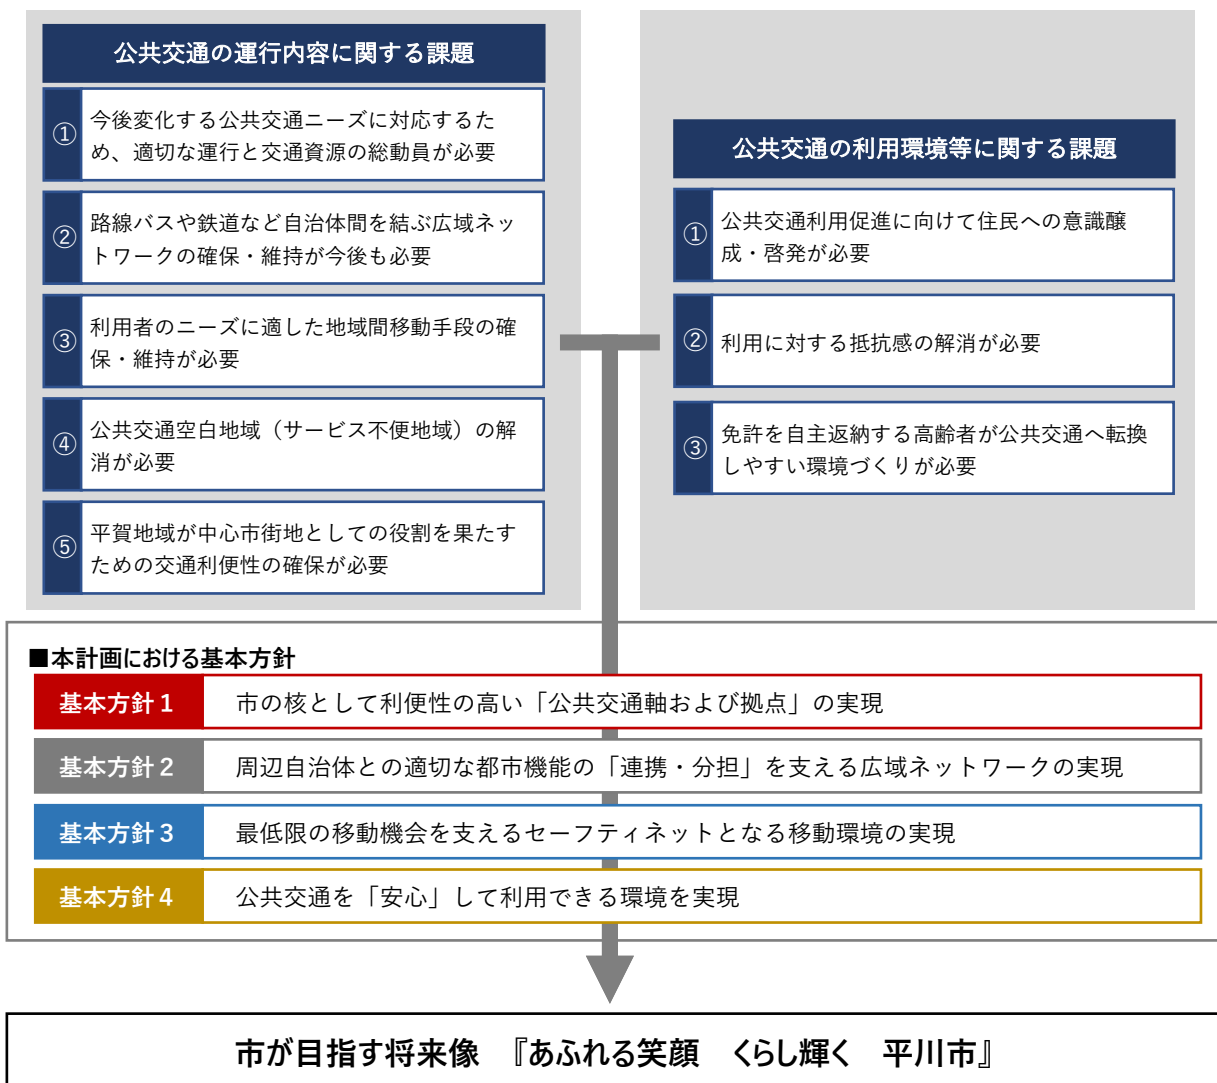 公共交通の運行内容に関する課題
①
今後変化する公共交通ニーズに対応するた
め、適切な運行と交通資源の総動員が必要
②
路線バスや鉄道など自治体間を結ぶ広域ネッ
トワークの確保・維持が今後も必要
③
利用者のニーズに適した地域間移動手段の確
保・維持が必要
④
公共交通空白地域（サービス不便地域）の解
消が必要
⑤
平賀地域が中心市街地としての役割を果たす
ための交通利便性の確保が必要
公共交通の利用環境等に関する課題
①
公共交通利用促進に向けて住民への意識醸
成・啓発が必要
②
利用に対する抵抗感の解消が必要
③
免許を自主返納する高齢者が公共交通へ転換
しやすい環境づくりが必要
■本計画における基本方針
基本方針１ 市の核として利便性の高い「公共交通軸および拠点」の実現
基本方針２ 周辺自治体との適切な都市機能の「連携・分担」を支える広域ネットワークの実現
基本方針３ 最低限の移動機会を支えるセーフティネットとなる移動環境の実現
基本方針４ 公共交通を「安心」して利用できる環境を実現
市が目指す将来像　『あふれる笑顔　くらし輝く　平川市』